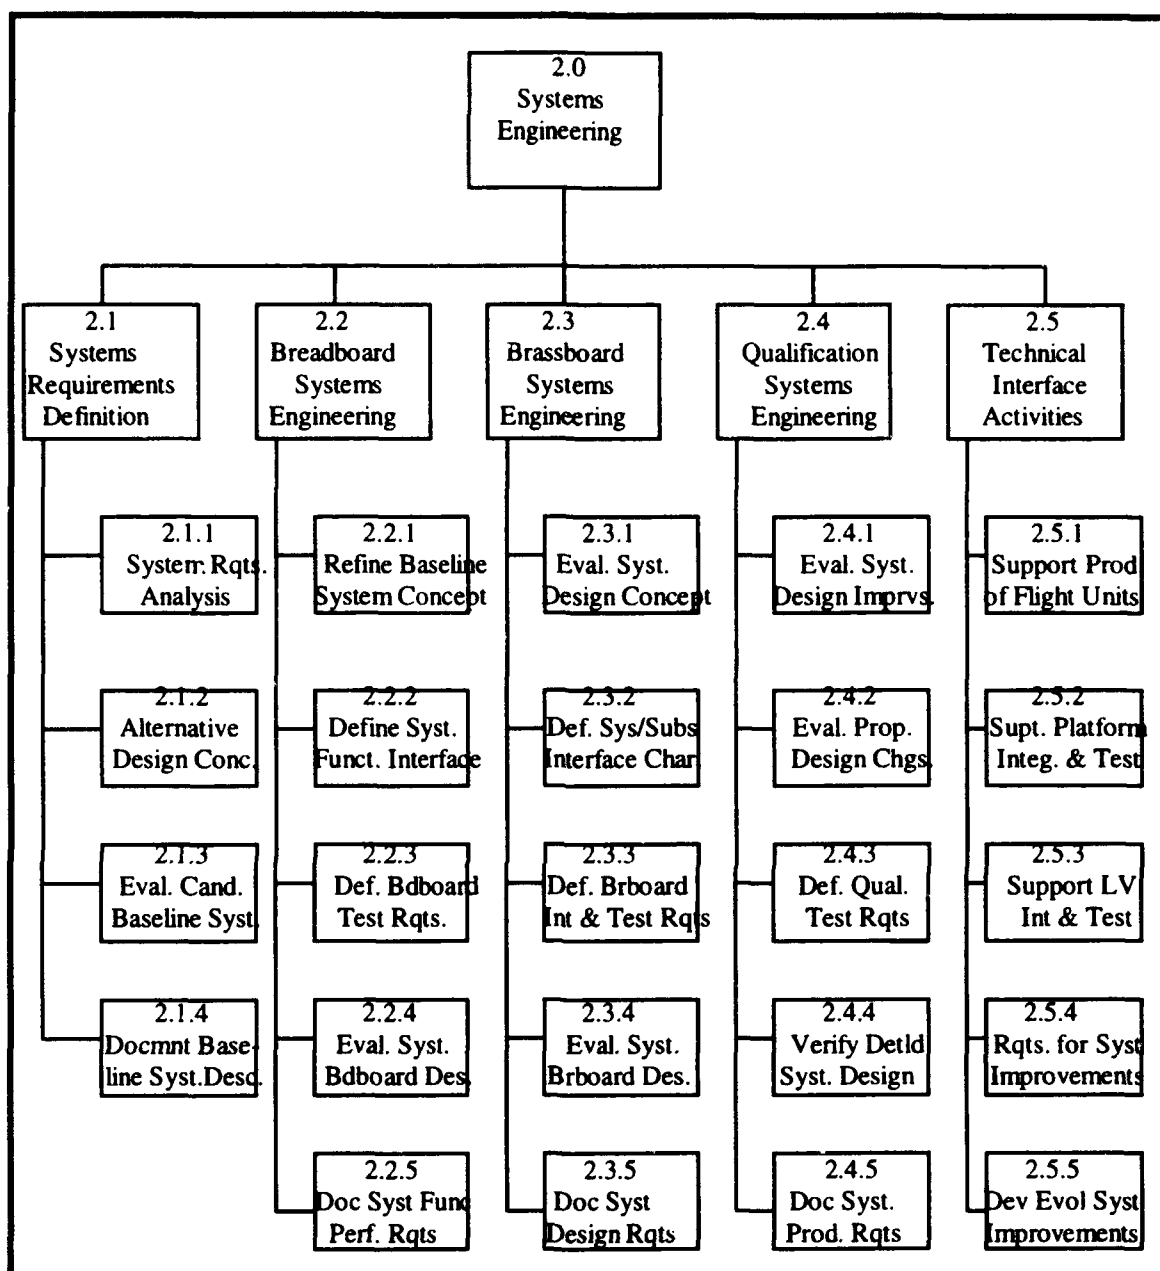 2.0
Systems
Engineering
2.1
Systems
Requirements
Definition
2.2
Breadboard
Systems
Engineering
2.3
Brassboard
Systems
Engineering
2.4
Qualification
Systems
Engineering
2.5
Technical
Interface
Activities
2.1.1
System Rqts.
Analysis
2.1.2
Alternative
Design Conc.
2.1.3
Eval. Cand.
Baseline Syst.
2.1.4
Docmnt Base-
line Syst.Desc.
2.2.1
Refine Baseline
System Concept
2.2.2
Define Syst.
Funct. Interface
2.2.3
Def. Bdboard
Test Rqts.
2.2.4
Eval. Syst.
Bdboard Des.
2.2.5
Doc Syst Func
Perf. Rqts
2.3.1
Eval. Syst.
Design Concept
2.3.2
Def. Sys/Subs
Interface Char.
2.3.3
Def. Brboard
Int & Test Rqts
2.3.4
Eval. Syst.
Brboard Des.
2.3.5
Doc Syst
Design Rqts
2.4.1
Eval. Syst.
Design Imprvs.
2.4.2
Eval. Prop.
Design Chgs.
2.4.3
Def. Qual.
Test Rqts
2.4.4
Verify Detld
Syst. Design
2.4.5
Doc Syst.
Prod. Rqts
2.5.1
Support Prod
of Flight Units
2.5.2
Supt. Platform
Integ. & Test
2.5.3
Support LV
Int & Test
2.5.4
Rqts. for Syst
Improvements
2.5.5
Dev Evol Syst
Improvements